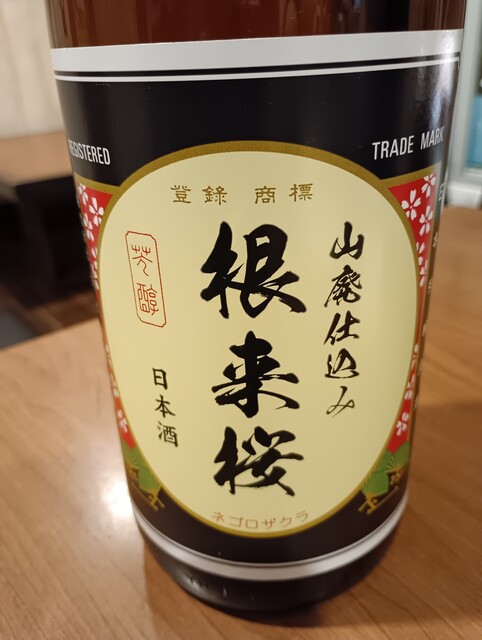 REGISTERED
TRADE MARK
登録 商標
山廃仕込み
根来桜
芳醇
日本酒
ネゴロザクラ